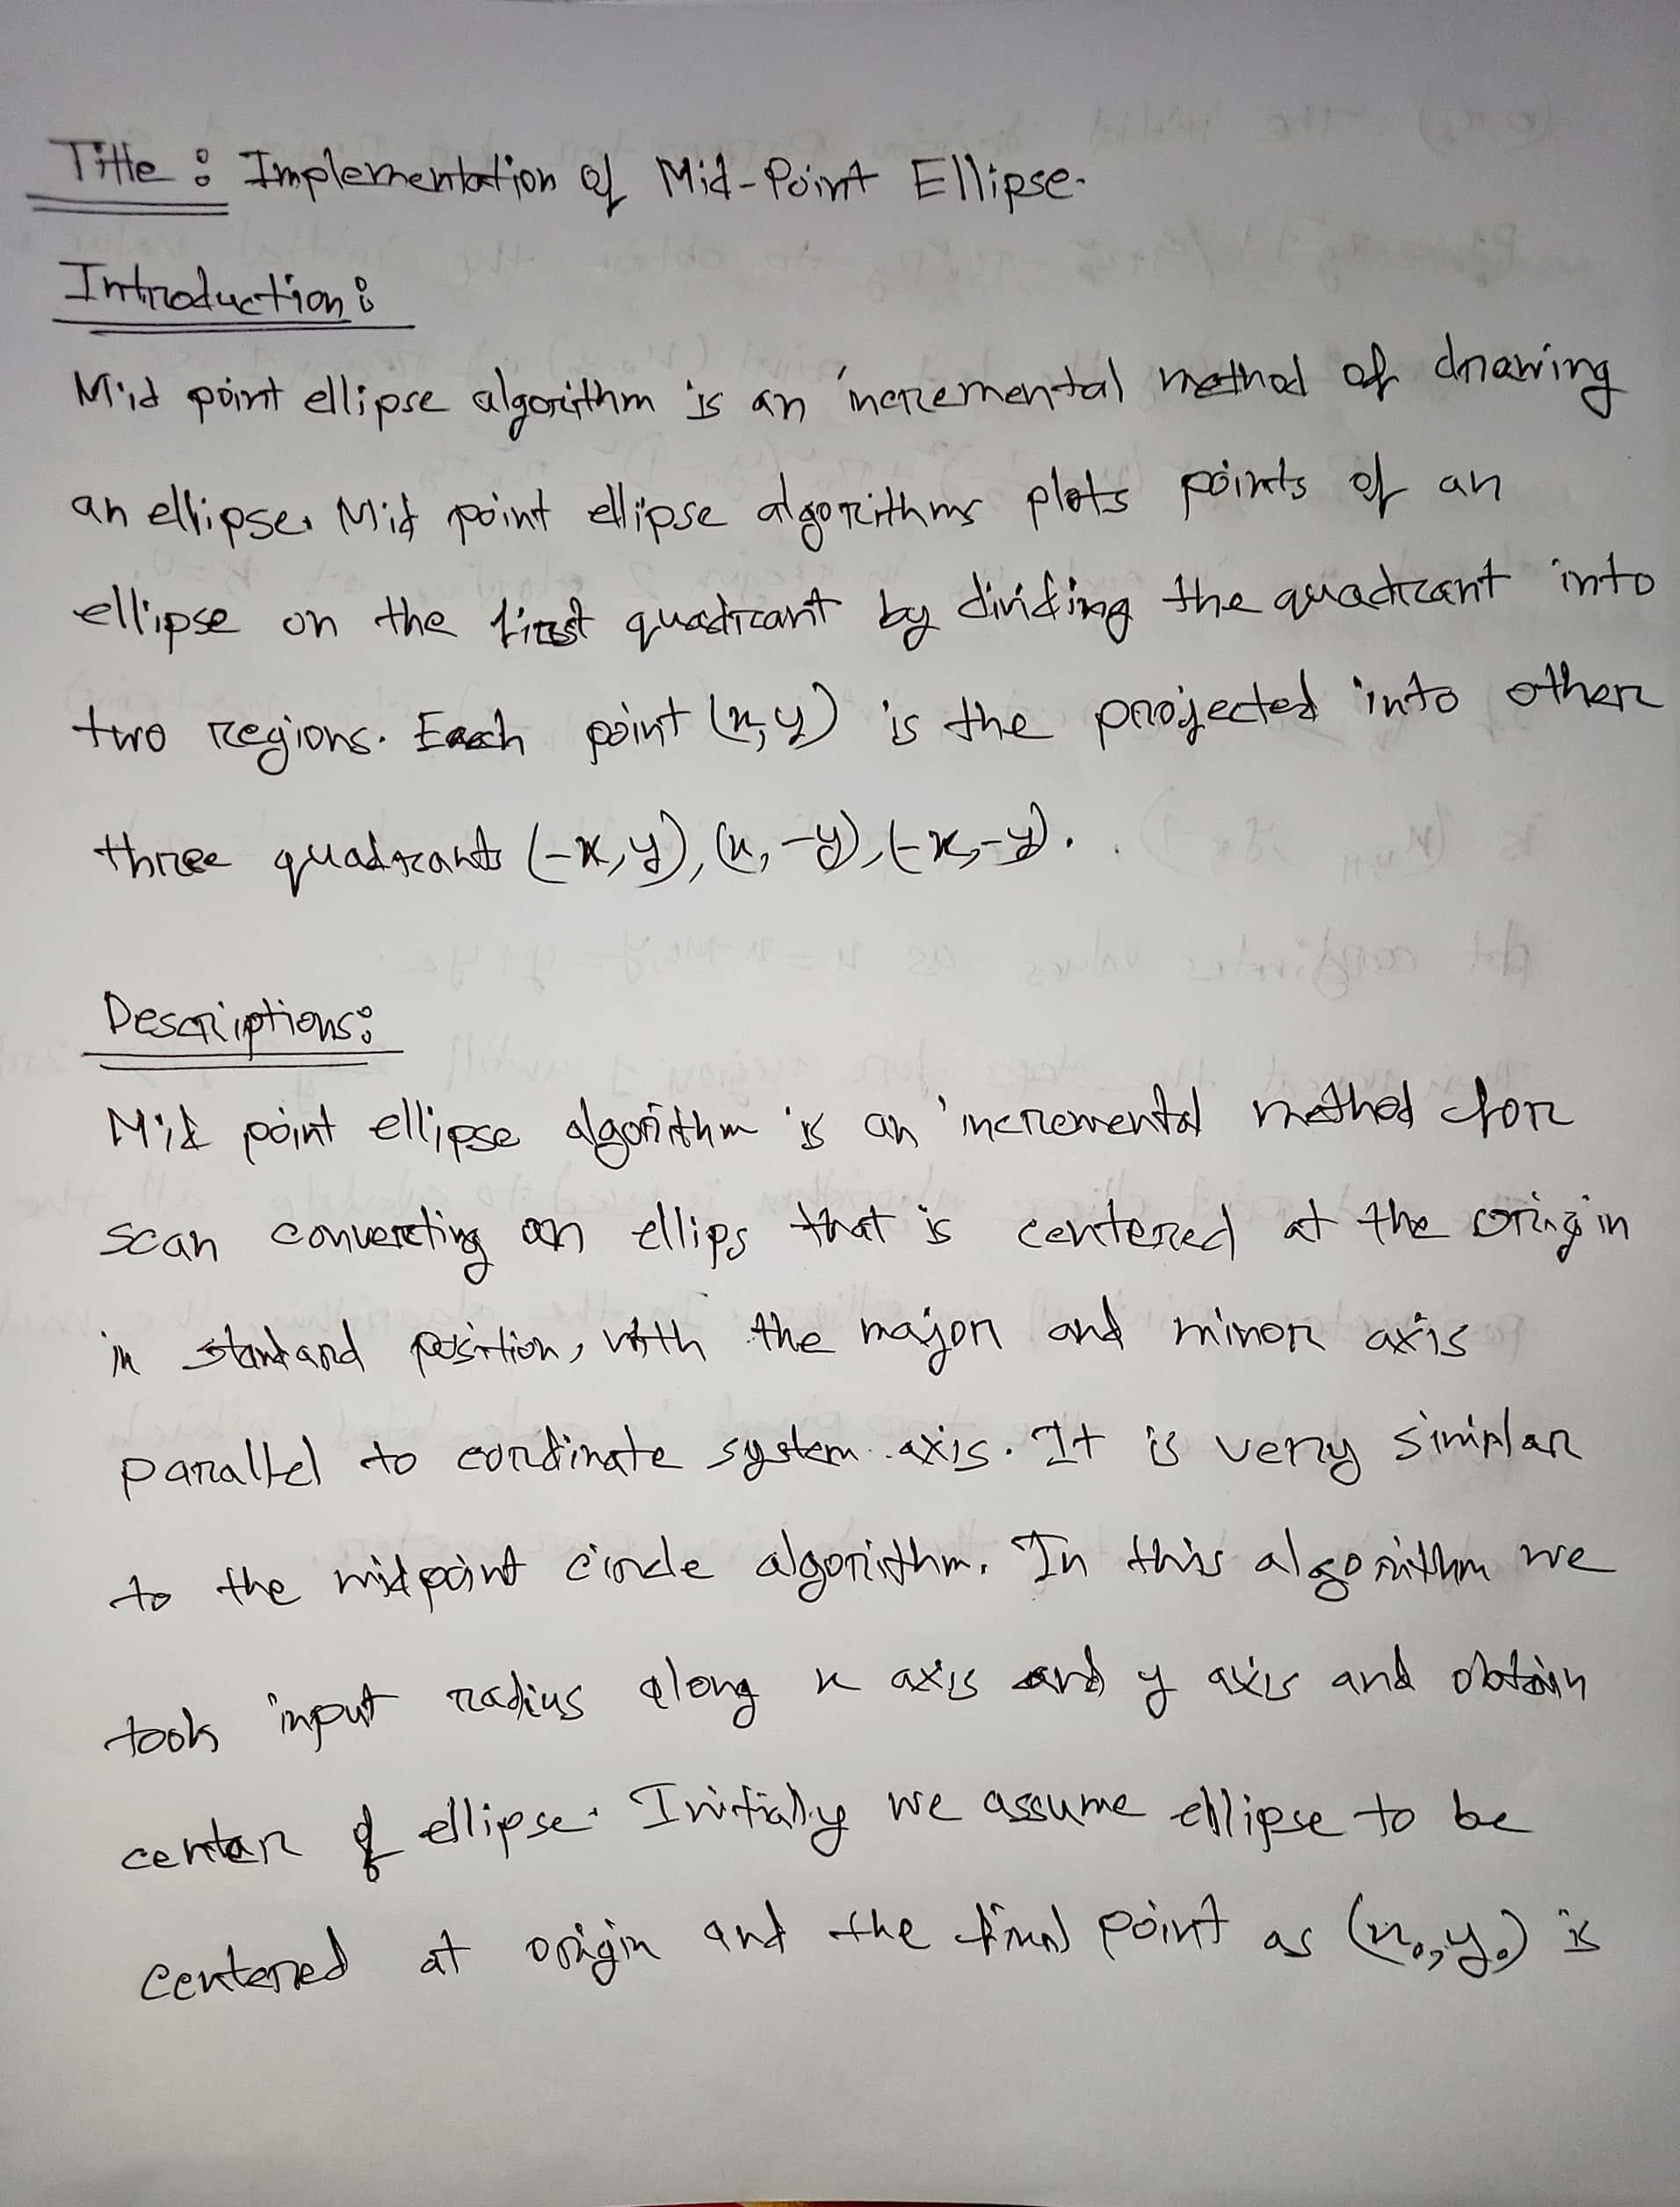 Title : Implementation of Mid-Point Ellipse.
Introduction :
Mid point ellipse algorithm is an incremental method of drawing
an ellipse. Mid point ellipse algorithms plots points of an
ellipse on the first quadrant by dividing the quadrant into
two regions. Each point (x, y) is the projected into other
three quadrants (-x, y), (x, -y), (-x, -y).
Descriptions:
Mid point ellipse algorithm is an incremental method for
scan converting an ellips that is centered at the origin
in standard position, with the major and minor axis
parallel to cordinate system axis. It is very similar
to the midpoint circle algorithm. In this algorithm we
took input radius along x axis and y axis and obtain
center of ellipse. Initially we assume ellipse to be
centered at origin and the point as (x₀, y₀) is